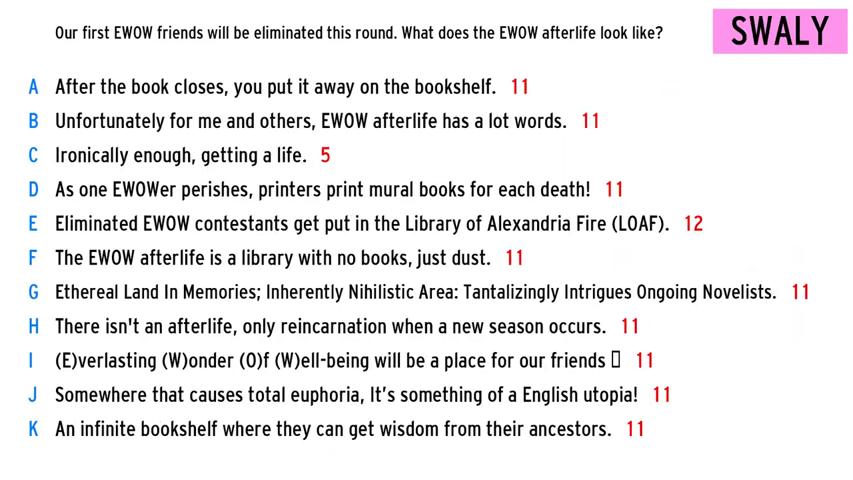 Our first EWOW friends will be eliminated this round. What does the EWOW afterlife look like?
SWALY
A After the book closes, you put it away on the bookshelf. 11
B Unfortunately for me and others, EWOW afterlife has a lot words. 11
C Ironically enough, getting a life. 5
D As one EWOWer perishes, printers print mural books for each death! 11
E Eliminated EWOW contestants get put in the Library of Alexandria Fire (LOAF). 12
F The EWOW afterlife is a library with no books, just dust. 11
G Ethereal Land In Memories; Inherently Nihilistic Area: Tantalizingly Intrigues Ongoing Novelists. 11
H There isn't an afterlife, only reincarnation when a new season occurs. 11
I (E)verlasting (W)onder (O)f (W)ell-being will be a place for our friends ▯ 11
J Somewhere that causes total euphoria, It’s something of a English utopia! 11
K An infinite bookshelf where they can get wisdom from their ancestors. 11